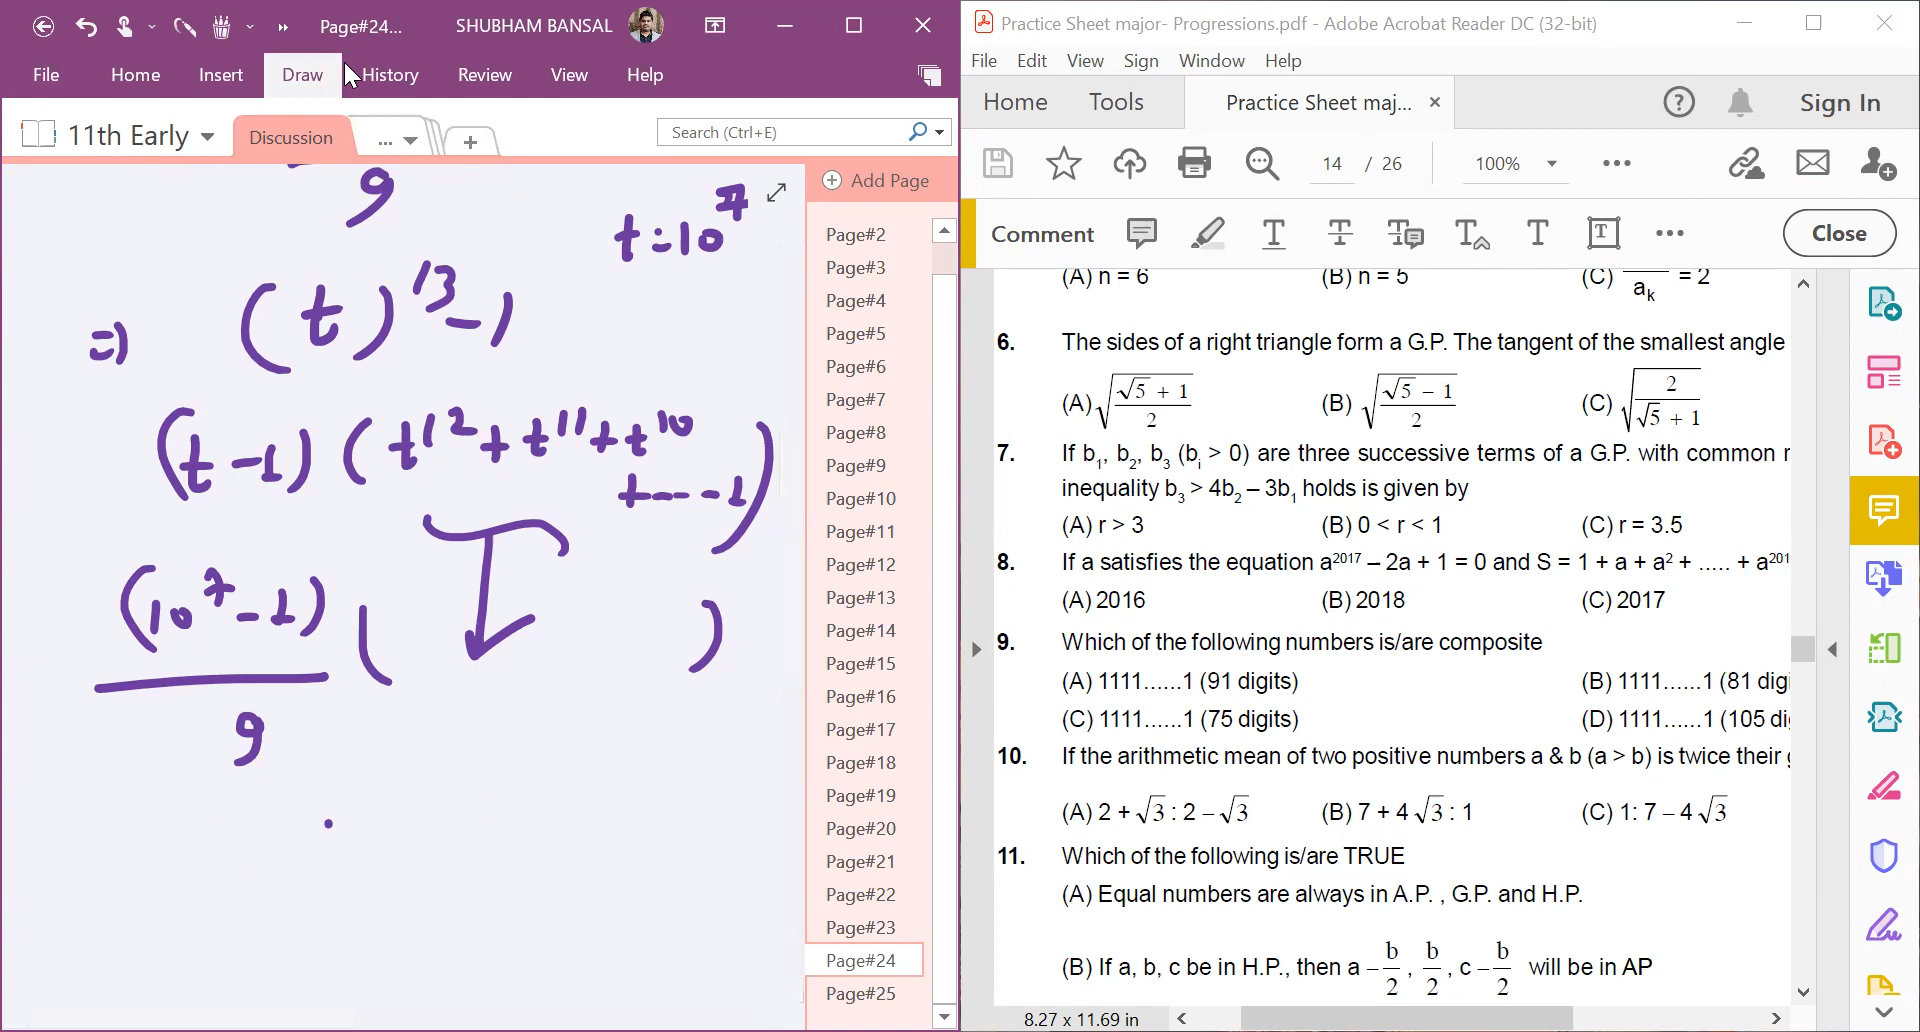 Page#24...
SHUBHAM BANSAL
File Home Insert Draw History Review View Help
11th Early
Discussion
...
Search (Ctrl+E)
Add Page
Page#2
Page#3
Page#4
Page#5
Page#6
Page#7
Page#8
Page#9
Page#10
Page#11
Page#12
Page#13
Page#14
Page#15
Page#16
Page#17
Page#18
Page#19
Page#20
Page#21
Page#22
Page#23
Page#24
Page#25
9
t = 10^7
=) (t)^13 - 1
(t - 1) (t^12 + t^11 + t^10
+ - - - 1)
(10^7 - 1) ( )
9
Practice Sheet major- Progressions.pdf - Adobe Acrobat Reader DC (32-bit)
File Edit View Sign Window Help
Home Tools Practice Sheet maj... × Sign In
14 / 26 100%
Comment Close
(A) n = 6 (B) n = 5 (C) / a_k = 2
6. The sides of a right triangle form a G.P. The tangent of the smallest angle
(A) √((√5 + 1)/2) (B) √((√5 – 1)/2) (C) √(2/(√5 + 1))
7. If b₁, b₂, b₃ (bᵢ > 0) are three successive terms of a G.P. with common r
inequality b₃ > 4b₂ – 3b₁ holds is given by
(A) r > 3 (B) 0 < r < 1 (C) r = 3.5
8. If a satisfies the equation a²⁰¹⁷ – 2a + 1 = 0 and S = 1 + a + a² + ..... + a²⁰¹
(A) 2016 (B) 2018 (C) 2017
9. Which of the following numbers is/are composite
(A) 1111......1 (91 digits) (B) 1111......1 (81 digi
(C) 1111......1 (75 digits) (D) 1111......1 (105 di
10. If the arithmetic mean of two positive numbers a & b (a > b) is twice their
(A) 2 + √3 : 2 – √3 (B) 7 + 4√3 : 1 (C) 1: 7 – 4√3
11. Which of the following is/are TRUE
(A) Equal numbers are always in A.P. , G.P. and H.P.
(B) If a, b, c be in H.P., then a – b/2 , b/2 , c – b/2 will be in AP
8.27 x 11.69 in